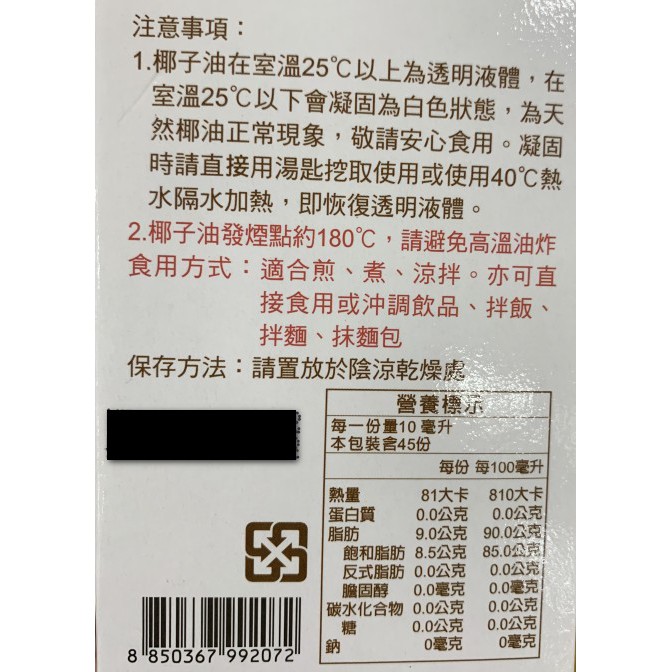 注意事項：
1.椰子油在室溫25℃以上為透明液體，在
室溫25℃以下會凝固為白色狀態，為天
然椰油正常現象，敬請安心食用。凝固
時請直接用湯匙挖取使用或使用40℃熱
水隔水加熱，即恢復透明液體。
2.椰子油發煙點約180℃，請避免高溫油炸
食用方式：適合煎、煮、涼拌。亦可直
接食用或沖調飲品、拌飯、
拌麵、抹麵包
保存方法：請置放於陰涼乾燥處
營養標示
每一份量10 毫升
本包裝含45份
每份 每100毫升
熱量 81大卡 810大卡
蛋白質 0.0公克 0.0公克
脂肪 9.0公克 90.0公克
飽和脂肪 8.5公克 85.0公克
反式脂肪 0.0公克 0.0公克
膽固醇 0.0毫克 0.0毫克
碳水化合物 0.0公克 0.0公克
糖 0.0公克 0.0公克
鈉 0毫克 0毫克
8 850367 992072